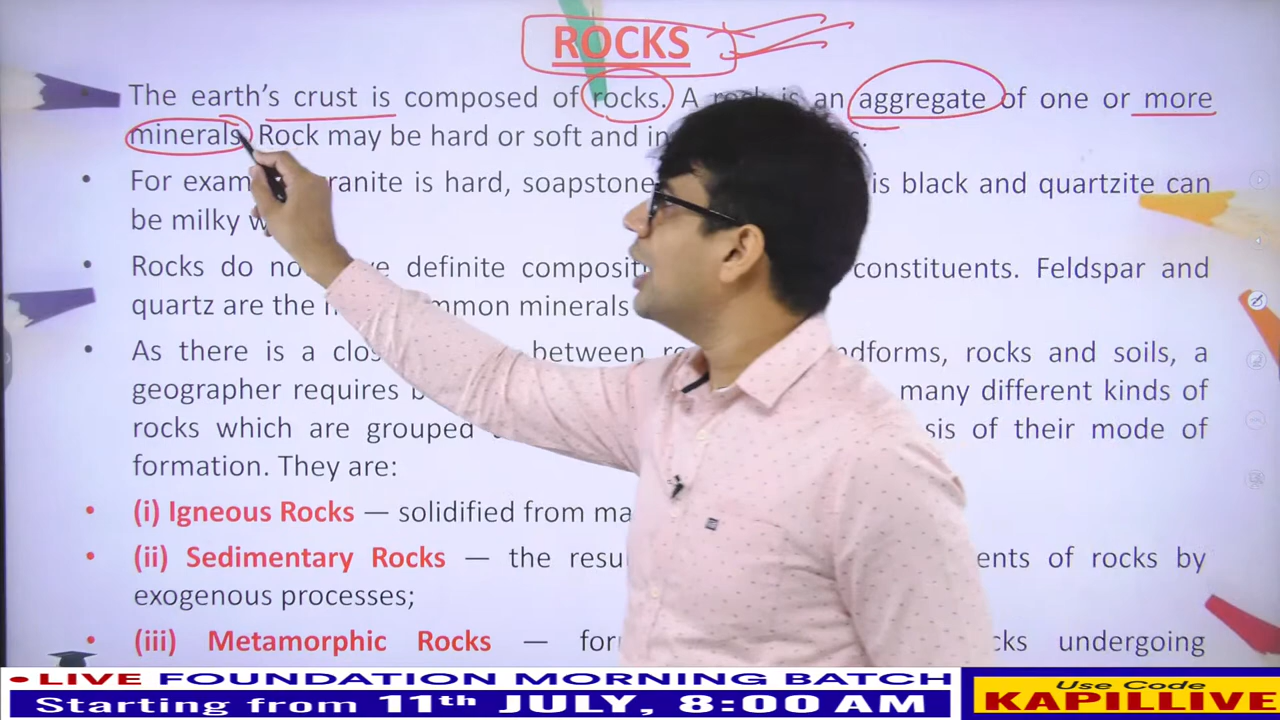 ROCKS
The earth's crust is composed of rocks. A rock is an aggregate of one or more
minerals. Rock may be hard or soft and in
For exam ranite is hard, soapstone is black and quartzite can
be milky w
Rocks do no e definite composit constituents. Feldspar and
quartz are the mmon minerals
As there is a clos between ro ndforms, rocks and soils, a
geographer requires b many different kinds of
rocks which are grouped sis of their mode of
formation. They are:
(i) Igneous Rocks — solidified from ma
(ii) Sedimentary Rocks — the resu ents of rocks by
exogenous processes;
(iii) Metamorphic Rocks — for cks undergoing
• LIVE FOUNDATION MORNING BATCH
Starting from 11th JULY, 8:00 AM
Use Code
KAPILLIVE